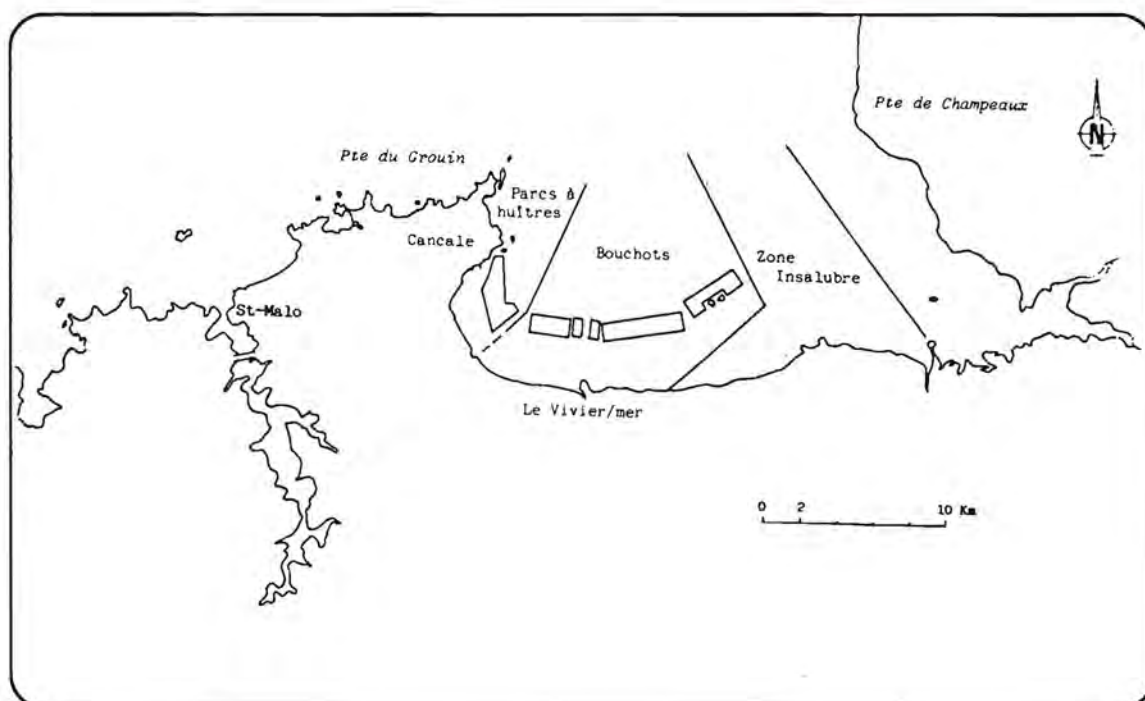 Pte de Champeaux
N
Pte du Grouin
Parcs à
huîtres
Cancale
Bouchots
Zone
Insalubre
St-Malo
Le Vivier/mer
0 2 10 Km